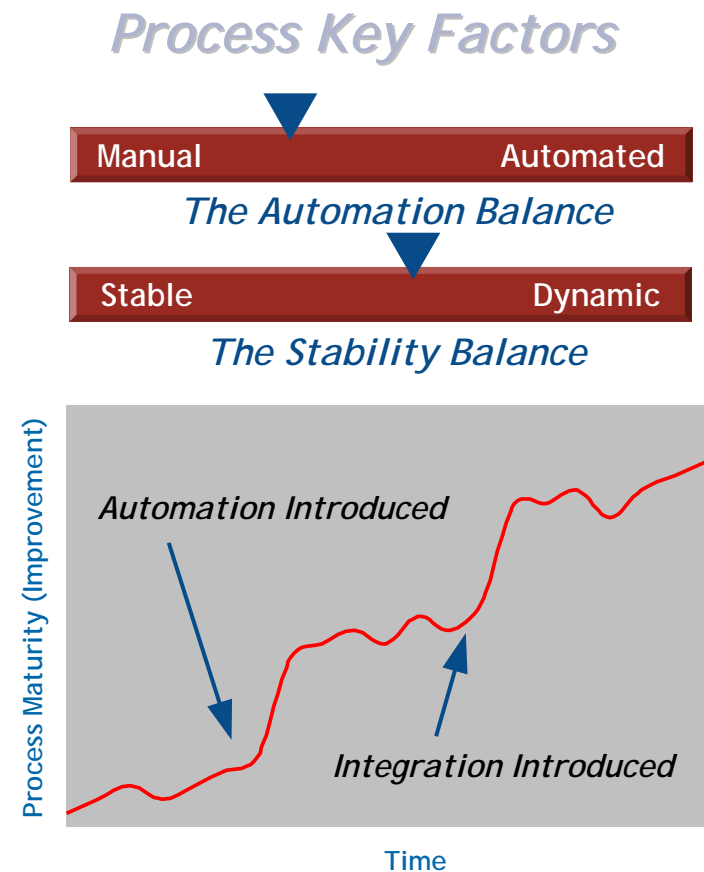 Process Key Factors
Manual Automated
The Automation Balance
Stable Dynamic
The Stability Balance
Process Maturity (Improvement)
Automation Introduced
Integration Introduced
Time